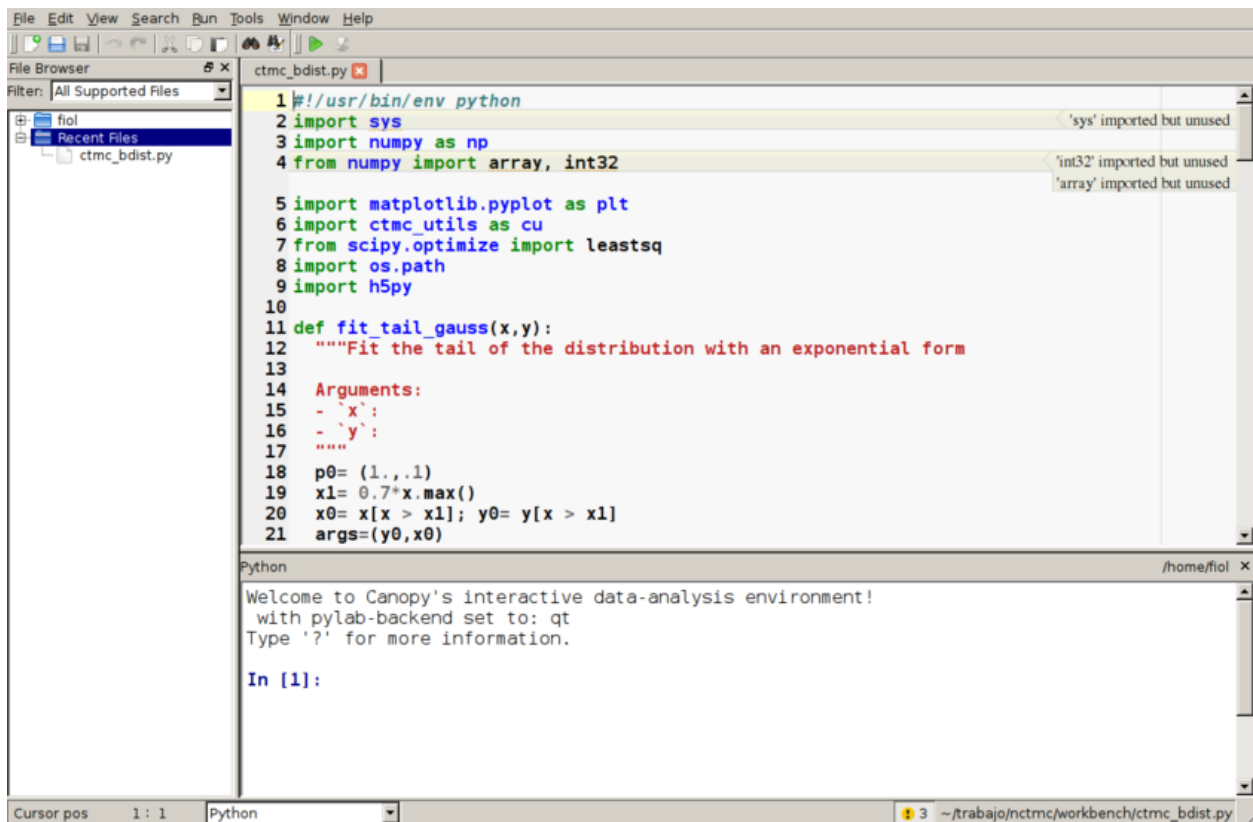 File Edit View Search Run Tools Window Help
File Browser
Filter: All Supported Files
fiol
Recent Files
ctmc_bdist.py
ctmc_bdist.py
1 #!/usr/bin/env python
2 import sys 'sys' imported but unused
3 import numpy as np
4 from numpy import array, int32 'int32' imported but unused
'array' imported but unused
5 import matplotlib.pyplot as plt
6 import ctmc_utils as cu
7 from scipy.optimize import leastsq
8 import os.path
9 import h5py
10
11 def fit_tail_gauss(x,y):
12 """Fit the tail of the distribution with an exponential form
13
14 Arguments:
15 - `x`:
16 - `y`:
17 """
18 p0= (1.,.1)
19 x1= 0.7*x.max()
20 x0= x[x > x1]; y0= y[x > x1]
21 args=(y0,x0)
Python /home/fiol
Welcome to Canopy's interactive data-analysis environment!
with pylab-backend set to: qt
Type '?' for more information.
In [1]:
Cursor pos 1 : 1 Python 3 ~/trabajo/nctmc/workbench/ctmc_bdist.py